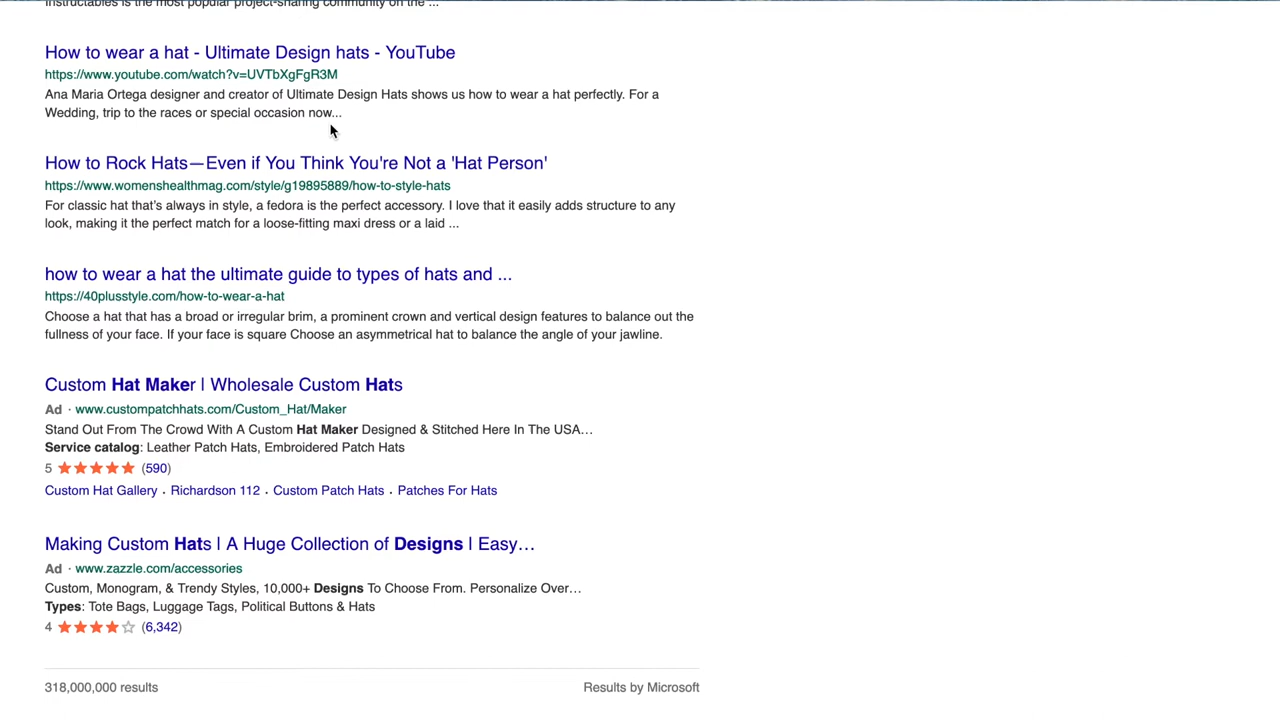 Instructables is the most popular project-sharing community on the ...
How to wear a hat - Ultimate Design hats - YouTube
https://www.youtube.com/watch?v=UVTbXgFgR3M
Ana Maria Ortega designer and creator of Ultimate Design Hats shows us how to wear a hat perfectly. For a
Wedding, trip to the races or special occasion now...
How to Rock Hats—Even if You Think You're Not a 'Hat Person'
https://www.womenshealthmag.com/style/g19895889/how-to-style-hats
For classic hat that's always in style, a fedora is the perfect accessory. I love that it easily adds structure to any
look, making it the perfect match for a loose-fitting maxi dress or a laid ...
how to wear a hat the ultimate guide to types of hats and ...
https://40plusstyle.com/how-to-wear-a-hat
Choose a hat that has a broad or irregular brim, a prominent crown and vertical design features to balance out the
fullness of your face. If your face is square Choose an asymmetrical hat to balance the angle of your jawline.
Custom Hat Maker | Wholesale Custom Hats
Ad · www.custompatchhats.com/Custom_Hat/Maker
Stand Out From The Crowd With A Custom Hat Maker Designed & Stitched Here In The USA...
Service catalog: Leather Patch Hats, Embroidered Patch Hats
5 ★★★★★ (590)
Custom Hat Gallery · Richardson 112 · Custom Patch Hats · Patches For Hats
Making Custom Hats | A Huge Collection of Designs | Easy...
Ad · www.zazzle.com/accessories
Custom, Monogram, & Trendy Styles, 10,000+ Designs To Choose From. Personalize Over...
Types: Tote Bags, Luggage Tags, Political Buttons & Hats
4 ★★★★☆ (6,342)
318,000,000 results
Results by Microsoft